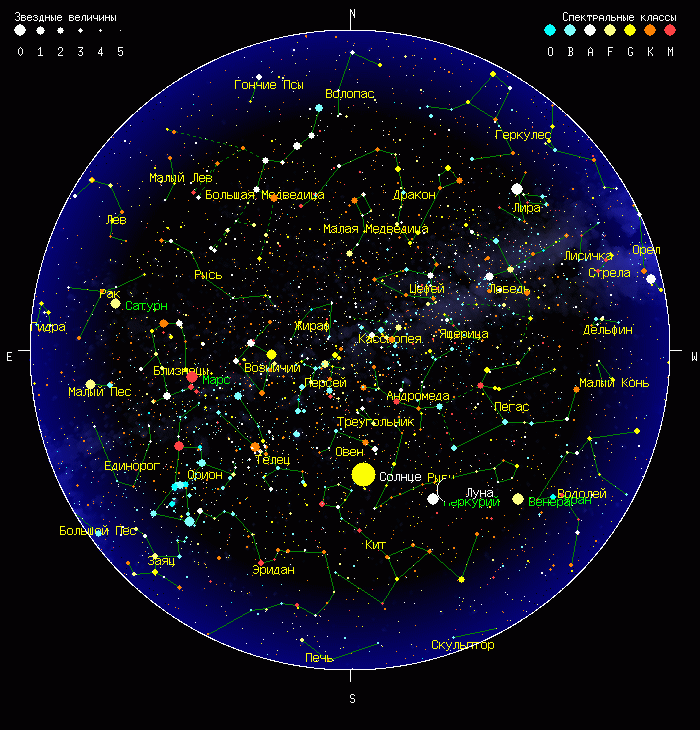 N
Звездные величины
0 1 2 3 4 5
Спектральные классы
O B A F G K M
Гончие Псы
Волопас
Геркулес
Малый Лев
Большая Медведица
Дракон
Лира
Лев
Малая Медведица
Орел
Лисичка
Рысь
Стрела
Цефей
Лебедь
Рак
Сатурн
Гидра
Жираф
Кассиопея
Ящерица
Дельфин
E
W
Близнецы
Марс
Возничий
Персей
Малый Пес
Андромеда
Малый Конь
Пегас
Треугольник
Овен
Телец
Единорог
Орион
Солнце
Рыбы
Луна
Меркурий
Венера
Уран
Водолей
Большой Пес
Кит
Заяц
Эридан
Печь
Скульптор
S